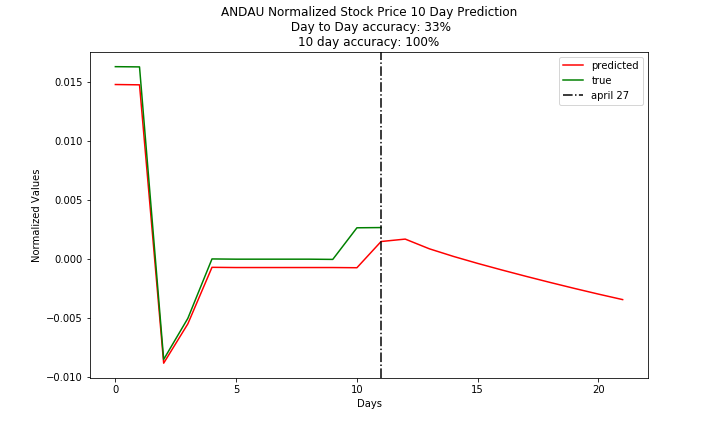 ANDAU Normalized Stock Price 10 Day Prediction
Day to Day accuracy: 33%
10 day accuracy: 100%
predicted
true
april 27
Normalized Values
0.015
0.010
0.005
0.000
−0.005
−0.010
0
5
10
15
20
Days